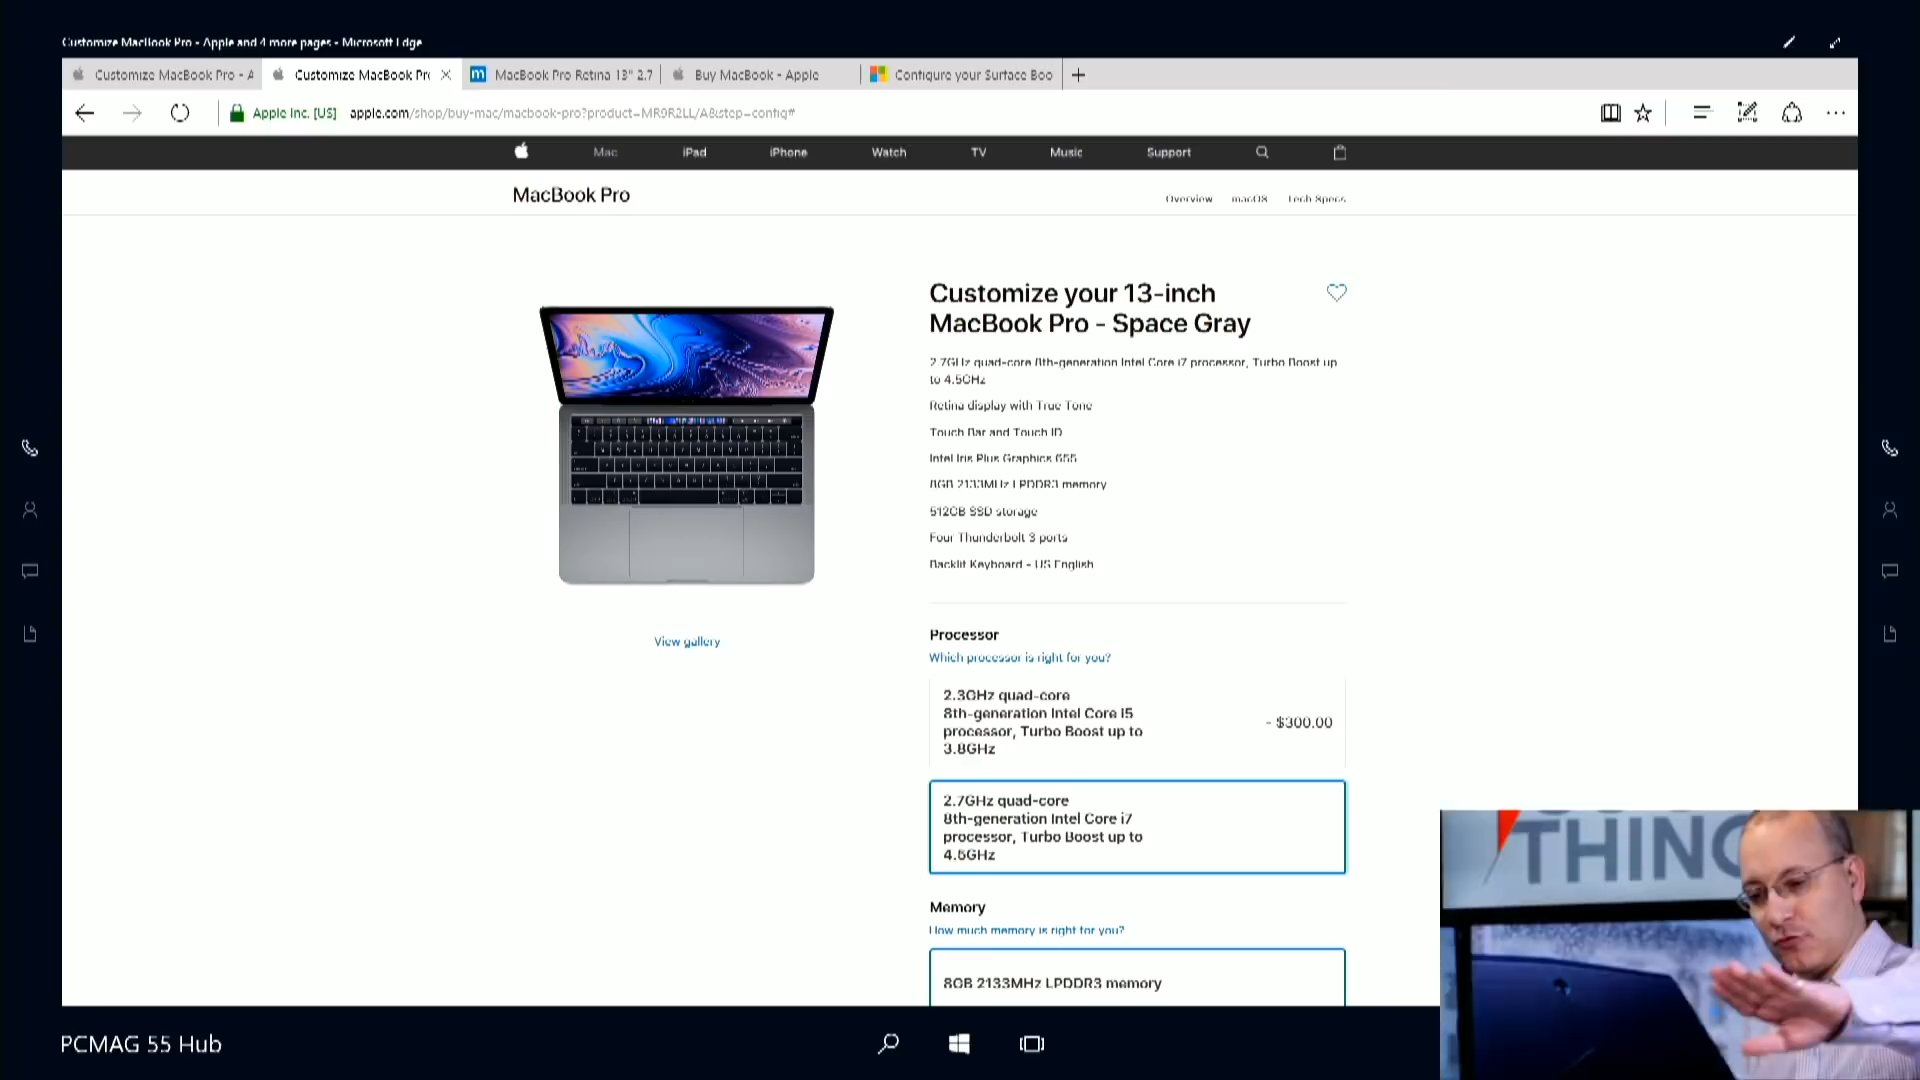 Customize MacBook Pro - Apple and 4 more pages - Microsoft Edge
Customize MacBook Pro - A
Customize MacBook Pr
MacBook Pro Retina 13" 2.7
Buy MacBook - Apple
Configure your Surface Boo
Apple Inc. [US] apple.com/shop/buy-mac/macbook-pro?product=MR9R2LL/A&step=config#
Mac iPad iPhone Watch TV Music Support
MacBook Pro
Overview macOS Tech Specs
Customize your 13-inch
MacBook Pro - Space Gray
2.7GHz quad-core 8th-generation Intel Core i7 processor, Turbo Boost up
to 4.5GHz
Retina display with True Tone
Touch Bar and Touch ID
Intel Iris Plus Graphics 655
8GB 2133MHz LPDDR3 memory
512GB SSD storage
Four Thunderbolt 3 ports
Backlit Keyboard - US English
View gallery
Processor
Which processor is right for you?
2.3GHz quad-core
8th-generation Intel Core i5
processor, Turbo Boost up to
3.8GHz
- $300.00
2.7GHz quad-core
8th-generation Intel Core i7
processor, Turbo Boost up to
4.5GHz
Memory
How much memory is right for you?
8GB 2133MHz LPDDR3 memory
THING
PCMAG 55 Hub